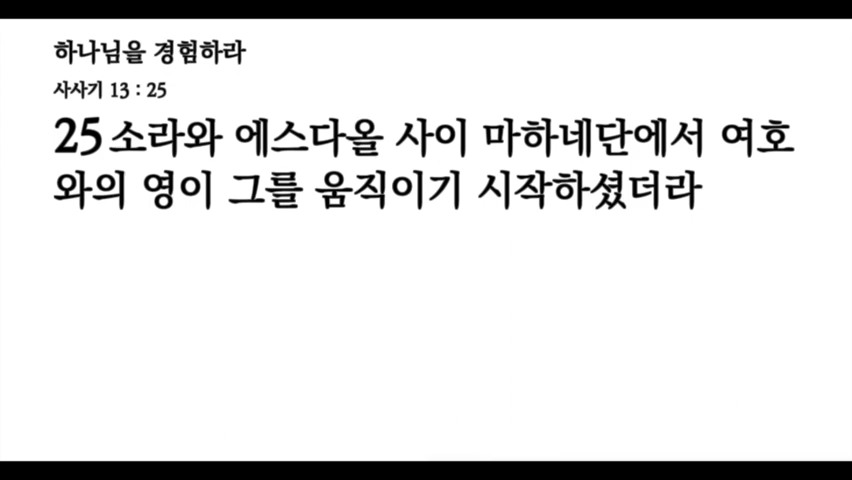 하나님을 경험하라
사사기 13 : 25
25 소라와 에스다올 사이 마하네단에서 여호
와의 영이 그를 움직이기 시작하셨더라